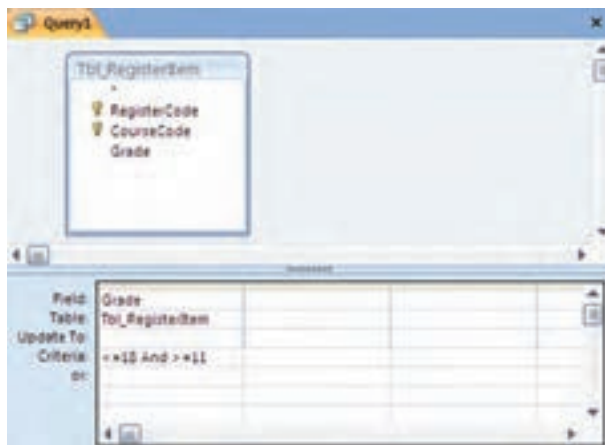 Query1
Tbl_RegisterItem
*
RegisterCode
CourseCode
Grade
Field: Grade
Table: Tbl_RegisterItem
Update To:
Criteria: <=18 And >=11
or: